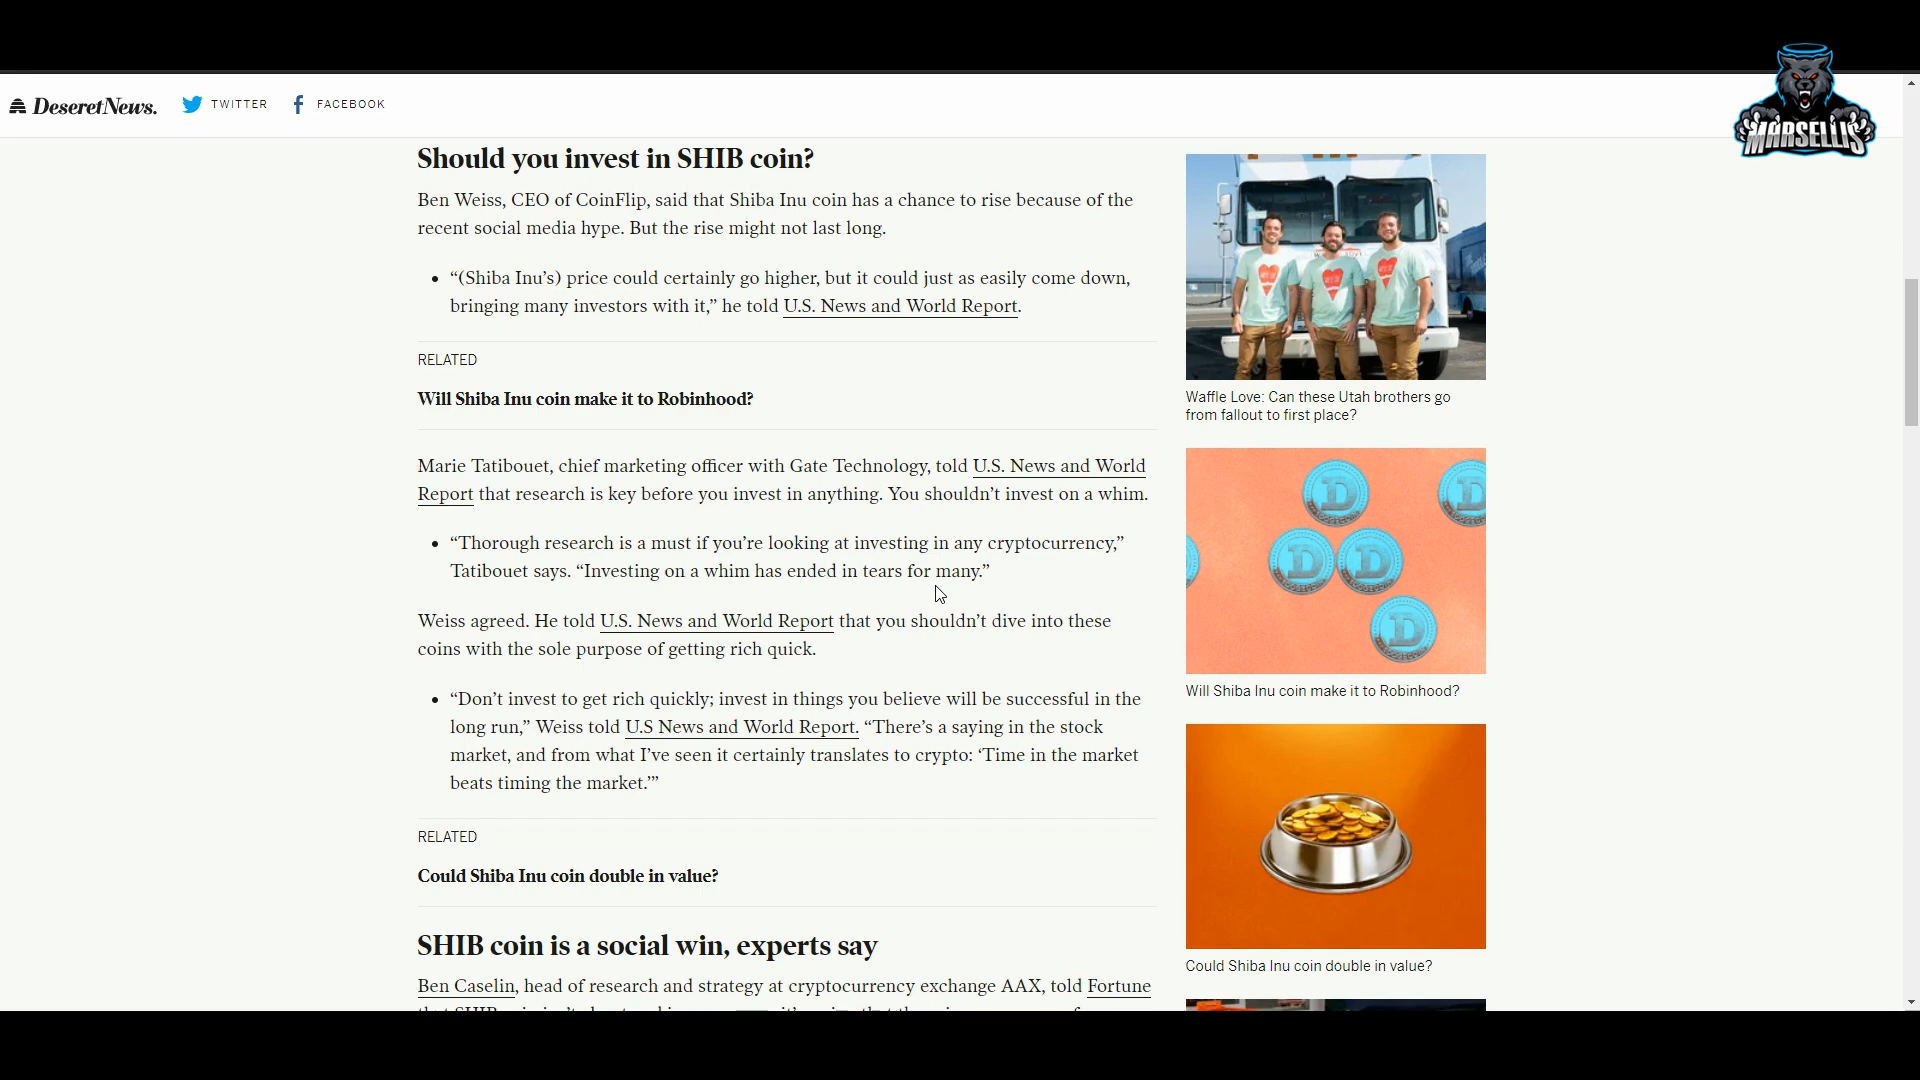 DeseretNews.
TWITTER
FACEBOOK
MARSELLIS
Should you invest in SHIB coin?
Ben Weiss, CEO of CoinFlip, said that Shiba Inu coin has a chance to rise because of the
recent social media hype. But the rise might not last long.
• “(Shiba Inu’s) price could certainly go higher, but it could just as easily come down,
bringing many investors with it,” he told U.S. News and World Report.
RELATED
Will Shiba Inu coin make it to Robinhood?
Marie Tatibouet, chief marketing officer with Gate Technology, told U.S. News and World
Report that research is key before you invest in anything. You shouldn’t invest on a whim.
• “Thorough research is a must if you’re looking at investing in any cryptocurrency,”
Tatibouet says. “Investing on a whim has ended in tears for many.”
Weiss agreed. He told U.S. News and World Report that you shouldn’t dive into these
coins with the sole purpose of getting rich quick.
• “Don’t invest to get rich quickly; invest in things you believe will be successful in the
long run,” Weiss told U.S News and World Report. “There’s a saying in the stock
market, and from what I’ve seen it certainly translates to crypto: ‘Time in the market
beats timing the market.’”
RELATED
Could Shiba Inu coin double in value?
SHIB coin is a social win, experts say
Ben Caselin, head of research and strategy at cryptocurrency exchange AAX, told Fortune
Waffle Love: Can these Utah brothers go
from fallout to first place?
Will Shiba Inu coin make it to Robinhood?
Could Shiba Inu coin double in value?